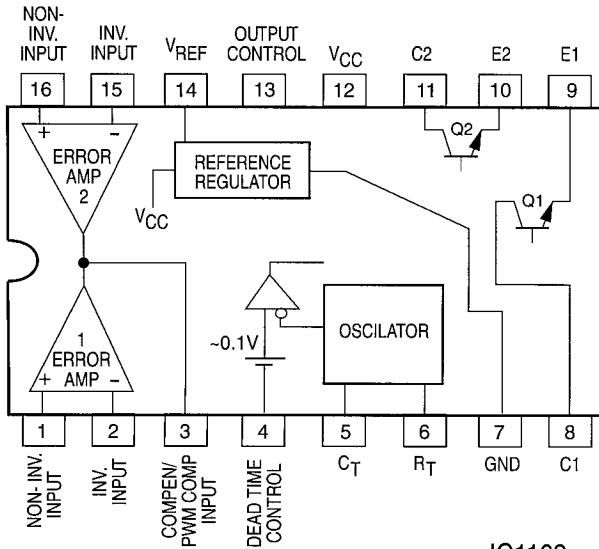 NON-
INV.
INPUT
INV.
INPUT
VREF
OUTPUT
CONTROL
VCC
C2
E2
E1
16
15
14
13
12
11
10
9
+
−
ERROR
AMP
2
REFERENCE
REGULATOR
VCC
Q2
Q1
~0.1V
OSCILATOR
1
ERROR
AMP
+
−
1
2
3
4
5
6
7
8
NON- INV.
INPUT
INV.
INPUT
COMPEN/
PWM COMP
INPUT
DEAD TIME
CONTROL
CT
RT
GND
C1